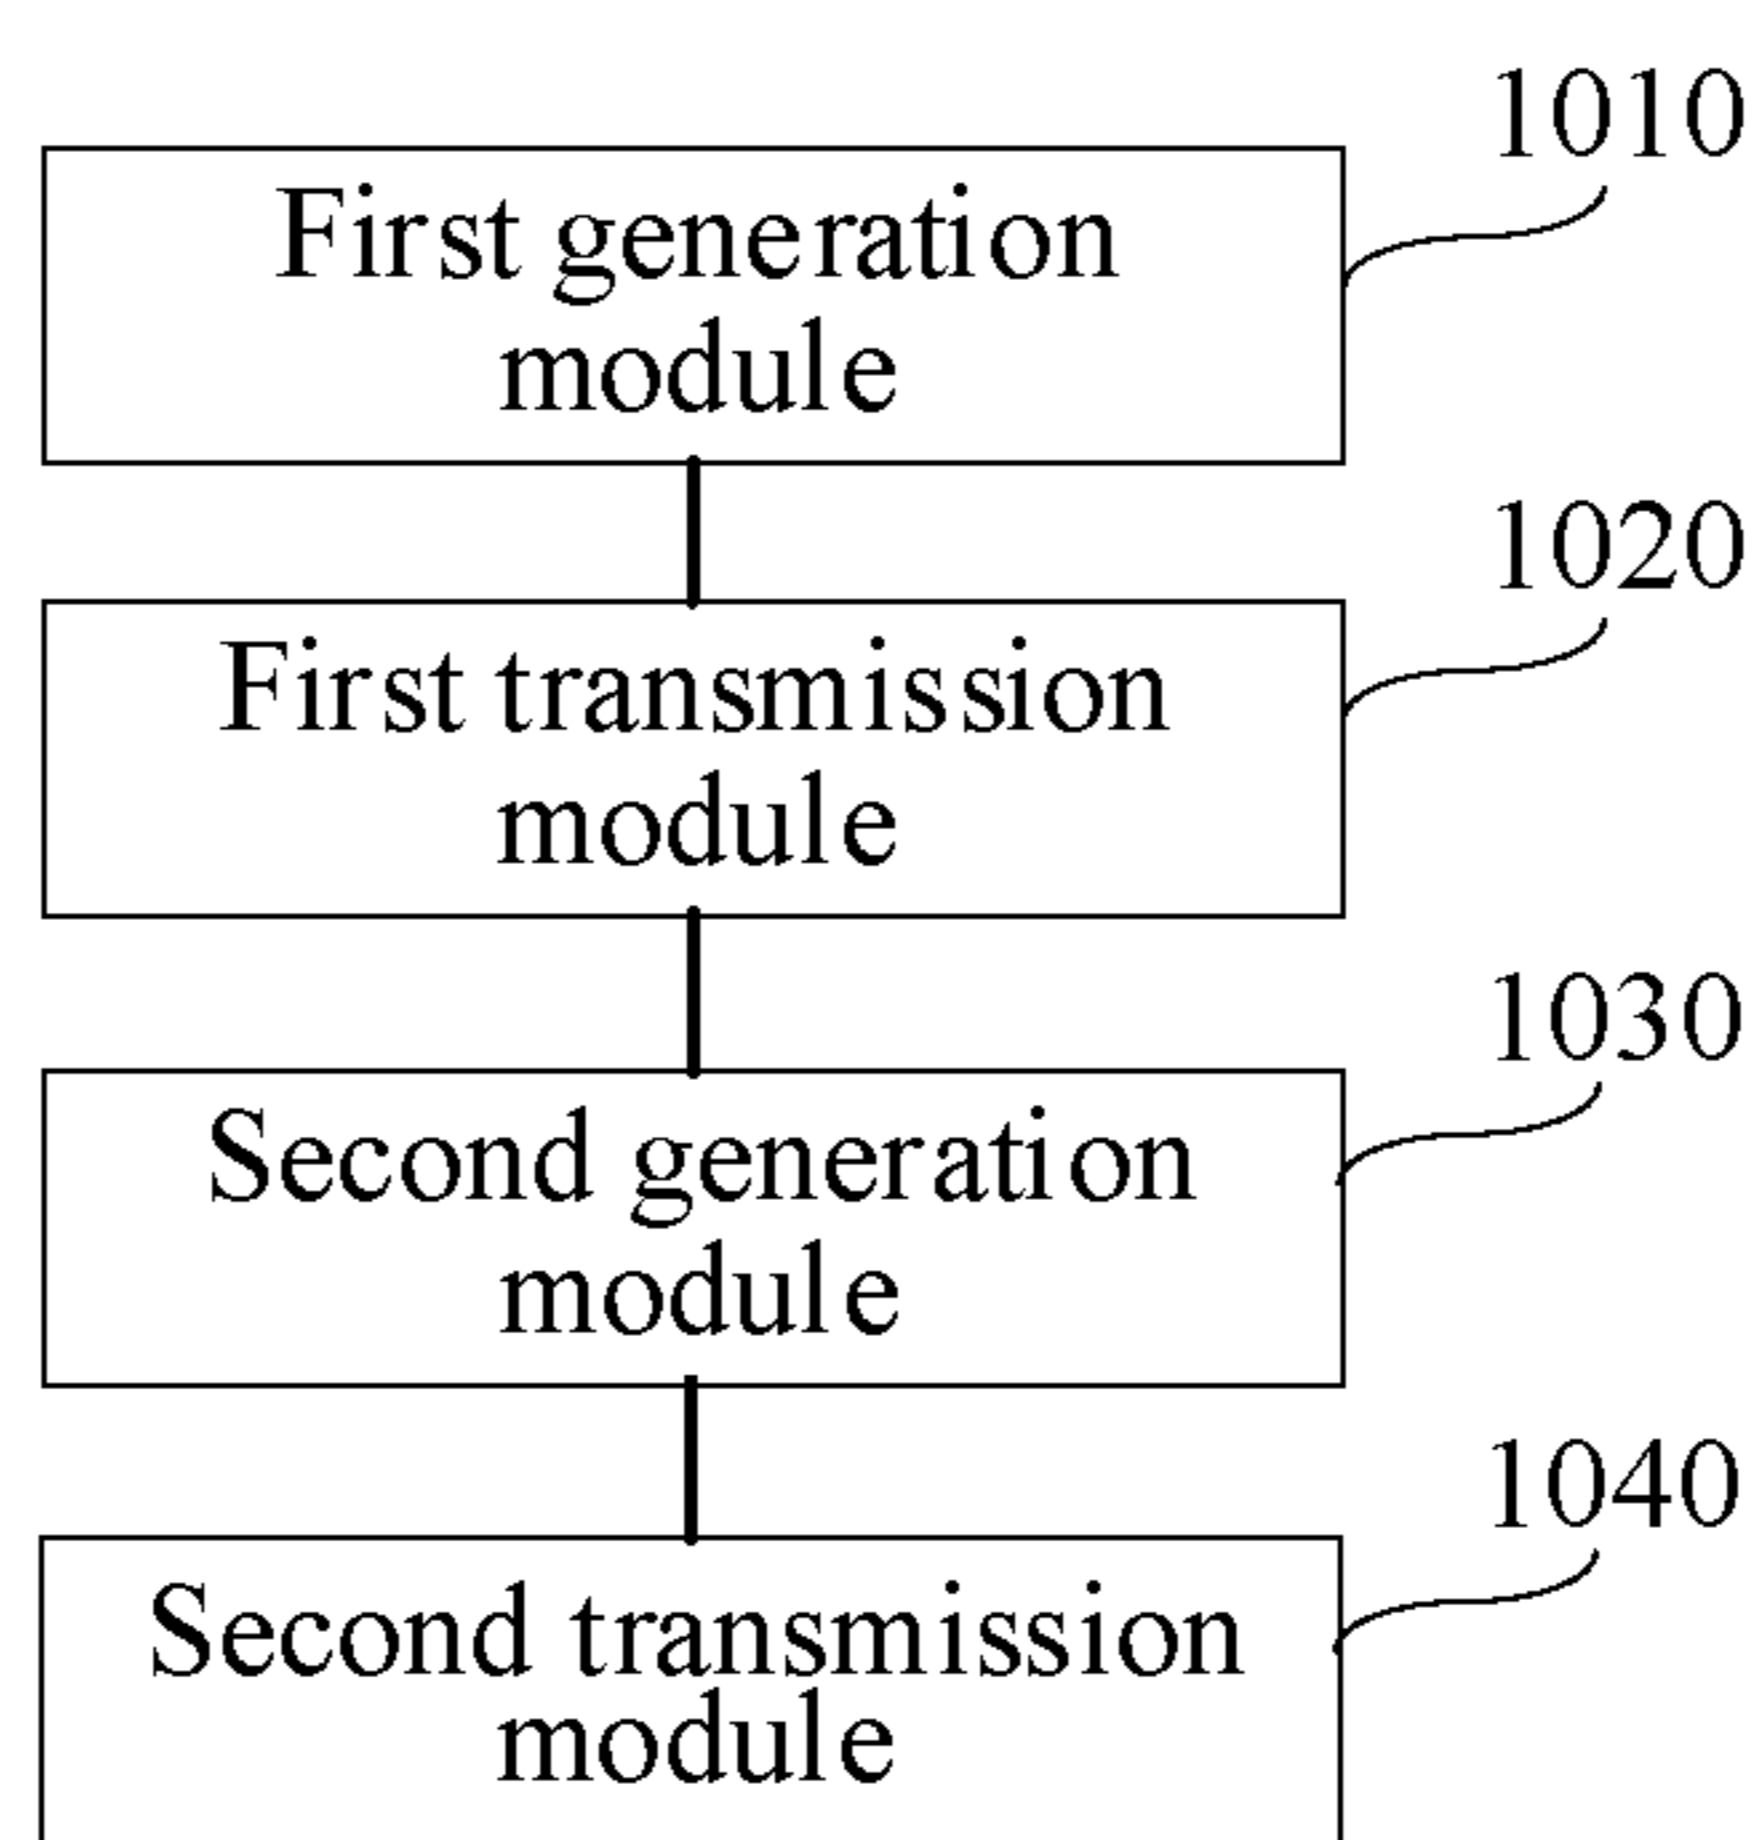 1010
First generation
module
1020
First transmission
module
1030
Second generation
module
1040
Second transmission
module